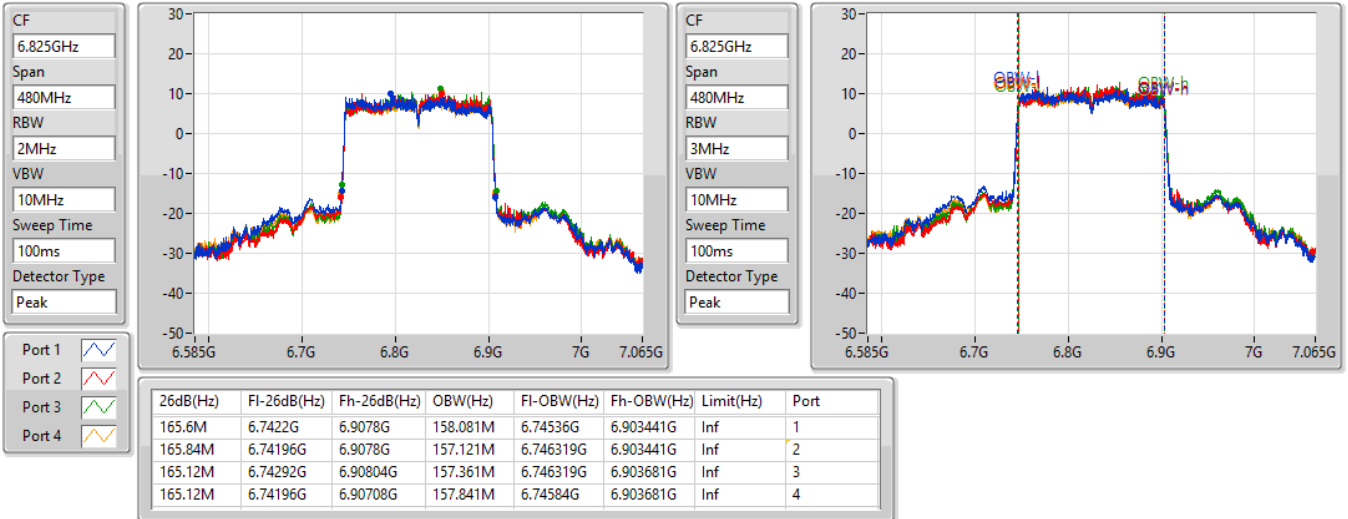 CF
6.825GHz
Span
480MHz
RBW
2MHz
VBW
10MHz
Sweep Time
100ms
Detector Type
Peak
30
20
10
0
-10
-20
-30
-40
-50
6.585G 6.7G 6.8G 6.9G 7G 7.065G
CF
6.825GHz
Span
480MHz
RBW
3MHz
VBW
10MHz
Sweep Time
100ms
Detector Type
Peak
30
20
10
0
-10
-20
-30
-40
-50
OBW-l OBW-h
6.585G 6.7G 6.8G 6.9G 7G 7.065G
Port 1
Port 2
Port 3
Port 4
26dB(Hz) Fl-26dB(Hz) Fh-26dB(Hz) OBW(Hz) Fl-OBW(Hz) Fh-OBW(Hz) Limit(Hz) Port
165.6M 6.7422G 6.9078G 158.081M 6.74536G 6.903441G Inf 1
165.84M 6.74196G 6.9078G 157.121M 6.746319G 6.903441G Inf 2
165.12M 6.74292G 6.90804G 157.361M 6.746319G 6.903681G Inf 3
165.12M 6.74196G 6.90708G 157.841M 6.74584G 6.903681G Inf 4